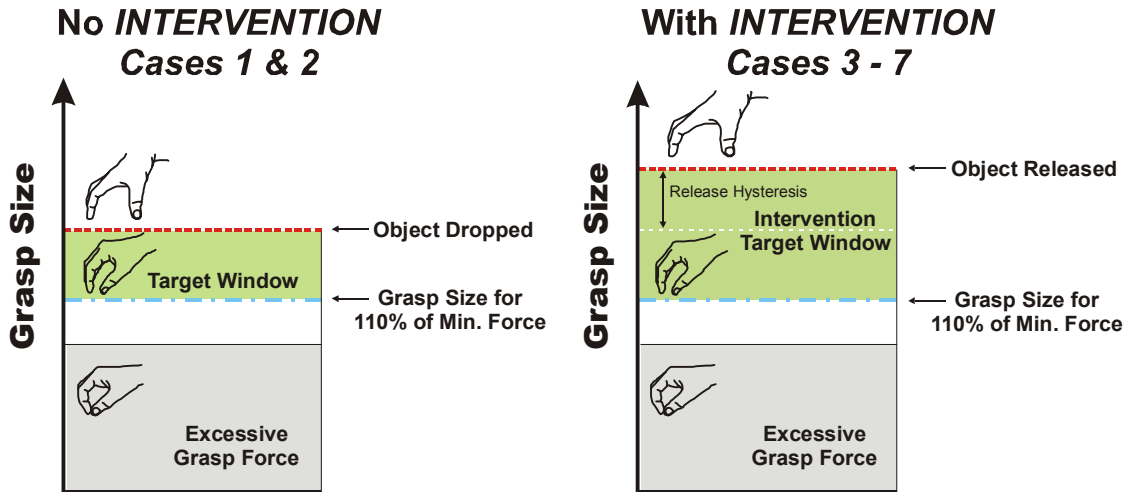 No INTERVENTION
Cases 1 & 2
Grasp Size
Object Dropped
Target Window
Grasp Size for
110% of Min. Force
Excessive
Grasp Force
With INTERVENTION
Cases 3 - 7
Grasp Size
Object Released
Release Hysteresis
Intervention
Target Window
Grasp Size for
110% of Min. Force
Excessive
Grasp Force